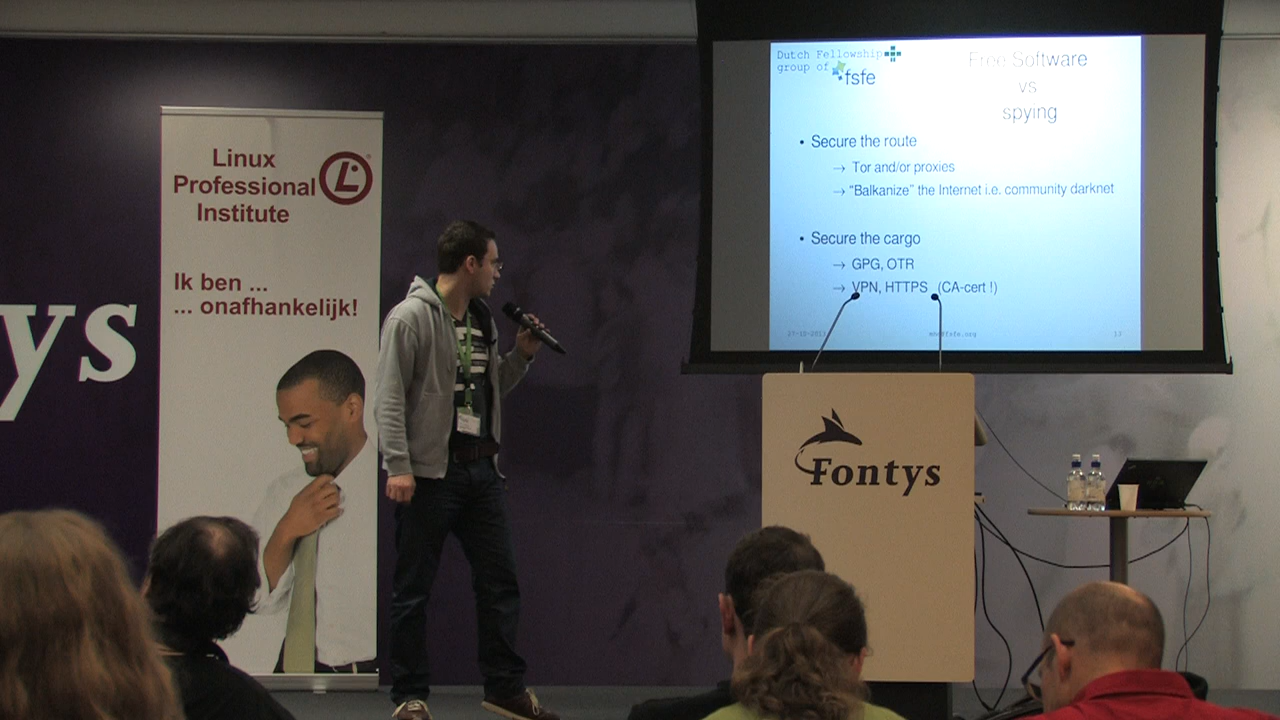 ys
Linux
Professional
Institute
Ik ben ...
... onafhankelijk!
Dutch Fellowship
group of
fsfe
Free Software
vs
spying
• Secure the route
→ Tor and/or proxies
→ “Balkanize” the Internet i.e. community darknet
• Secure the cargo
→ GPG, OTR
→ VPN, HTTPS (CA-cert !)
Fontys